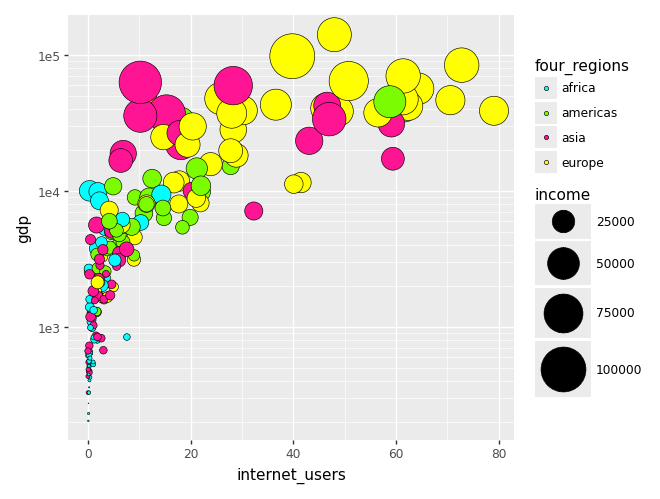 1e5
1e4
1e3
gdp
0
20
40
60
80
internet_users
four_regions
africa
americas
asia
europe
income
25000
50000
75000
100000